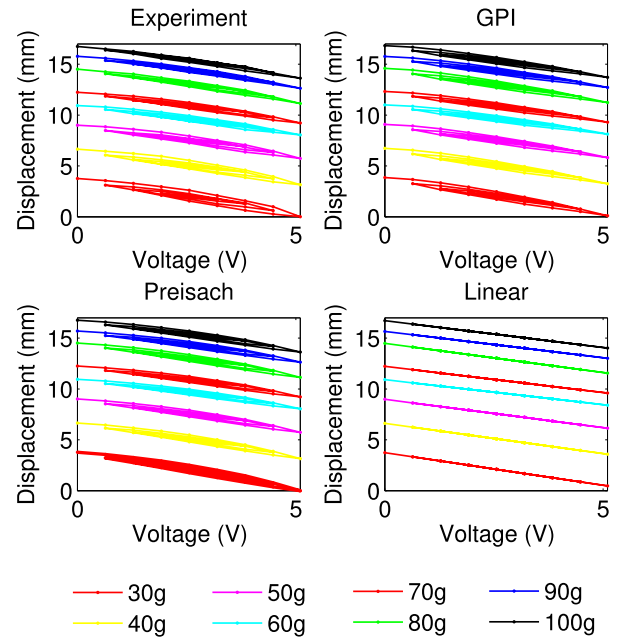 Experiment
GPI
15
10
5
0
Displacement (mm)
0
5
Voltage (V)
15
10
5
0
Displacement (mm)
0
5
Voltage (V)
Preisach
Linear
15
10
5
0
Displacement (mm)
0
5
Voltage (V)
15
10
5
0
Displacement (mm)
0
5
Voltage (V)
30g 50g 70g 90g
40g 60g 80g 100g